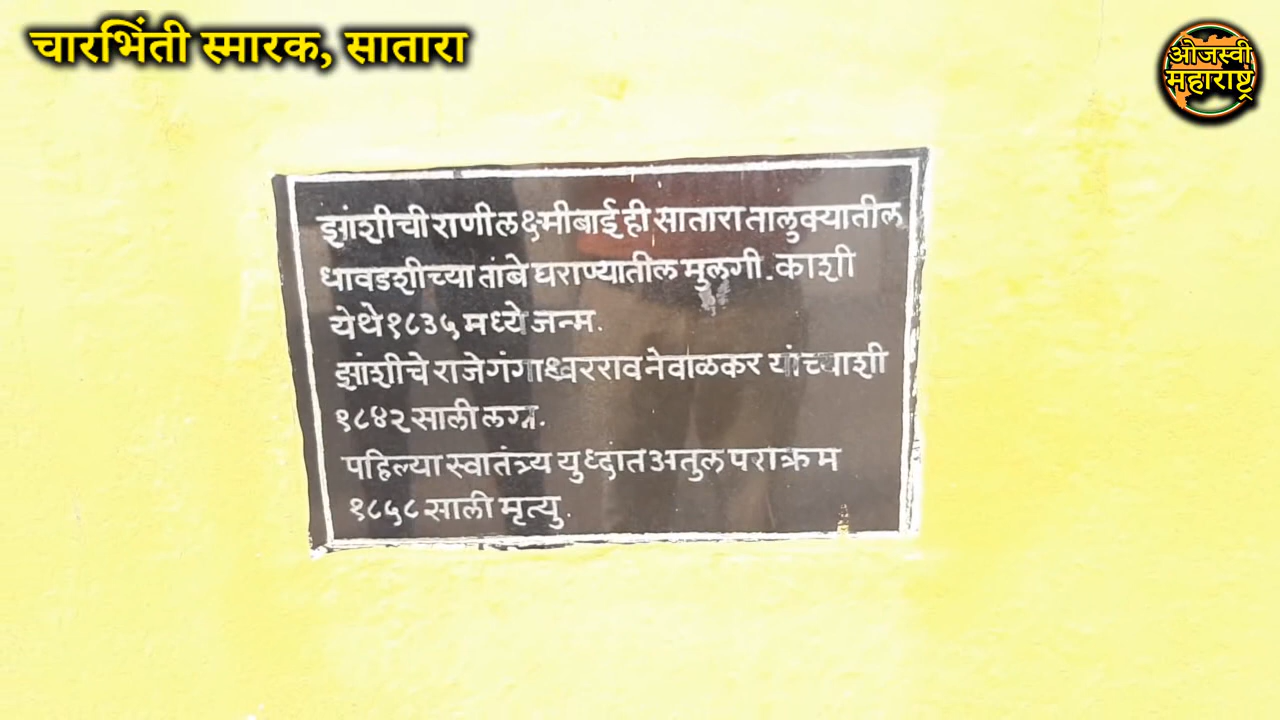 चारभिंती स्मारक, सातारा
ओजस्वी
महाराष्ट्र
झांशीची राणी लक्ष्मीबाई ही सातारा तालुक्यातील
धावडशीच्या तांबे घराण्यातील मुलगी. काशी
येथे १८३५ मध्ये जन्म.
झांशीचे राजे गंगाध्वरराव नेवाळकर यांच्याशी
१८४२ साली लग्न.
पहिल्या स्वातंत्र्य युध्दांत अतुल पराक्रम
१८५८ साली मृत्यु.